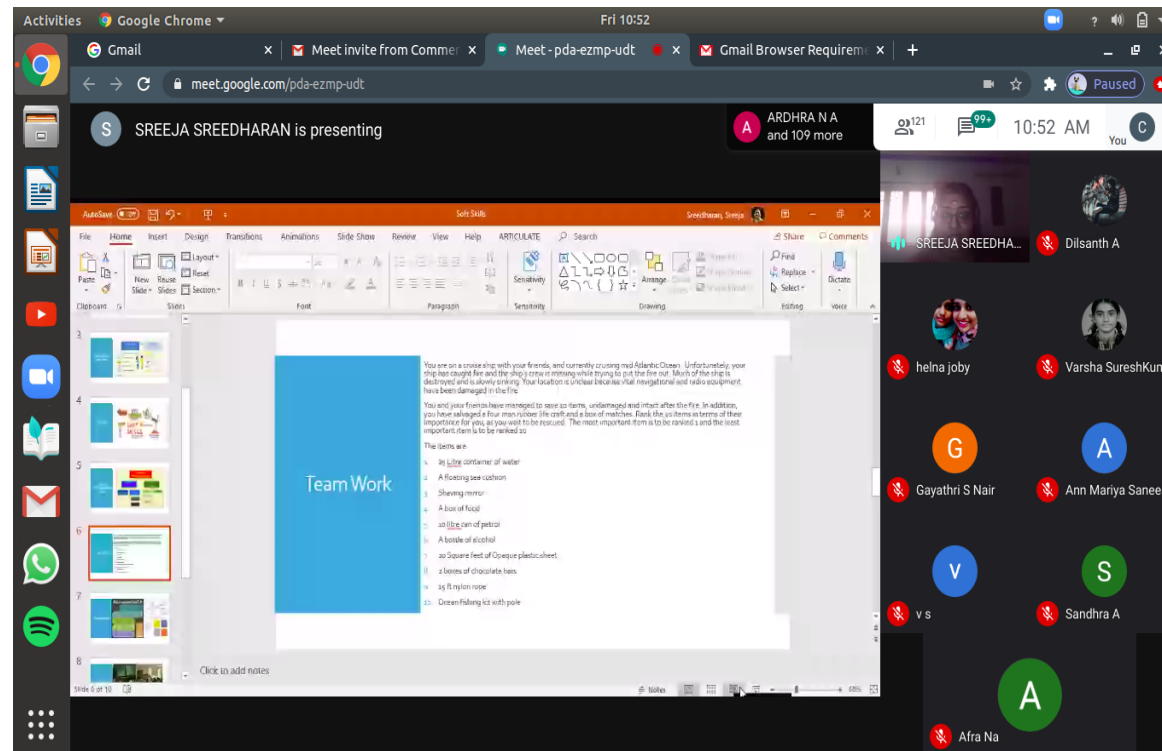 Activities
Google Chrome ▾
Fri 10:52
Gmail
Meet invite from Commer
Meet - pda-ezmp-udt
Gmail Browser Requireme
meet.google.com/pda-ezmp-udt
Paused
S
SREEJA SREEDHARAN is presenting
A
ARDHRA N A
and 109 more
121
99+
10:52 AM
You
C
AutoSave
Soft Skills
Sreedharan, Sreeja
File Home Insert Design Transitions Animations Slide Show Review View Help ARTICULATE Search
Share Comments
Paste
New
Slide
Reuse
Slides
Layout
Reset
Section
Sensitivity
Arrange
Find
Replace
Select
Dictate
Clipboard Slides Font Paragraph Sensitivity Drawing Editing Voice
3
4
5
6
7
8
Team Work
You are on a cruise ship with your friends, and currently cruising mid Atlantic Ocean. Unfortunately, your
ship has caught fire and the ship's crew is missing while trying to put the fire out. Much of the ship is
destroyed and is slowly sinking. Your location is unclear because vital navigational and radio equipment
have been damaged in the fire
You and your friends have managed to save 10 items, undamaged and intact after the fire. In addition,
you have salvaged a four man rubber life craft and a box of matches. Rank the 10 items in terms of their
importance for you, as you wait to be rescued. The most important item is to be ranked 1 and the least
important item is to be ranked 10
The items are
1. 25 Litre container of water
2. A floating sea cushion
3. Shaving mirror
4. A box of food
5. 10 litre can of petrol
6. A bottle of alcohol
7. 20 Square feet of Opaque plastic sheet
8. 2 boxes of chocolate bars
9. 15 ft nylon rope
10. Ocean Fishing kit with pole
Click to add notes
Slide 6 of 10
Notes
68%
SREEJA SREEDHA...
Dilsanth A
helna joby
Varsha SureshKun
G
Gayathri S Nair
A
Ann Mariya Sanee
V
v s
S
Sandhra A
A
Afra Na